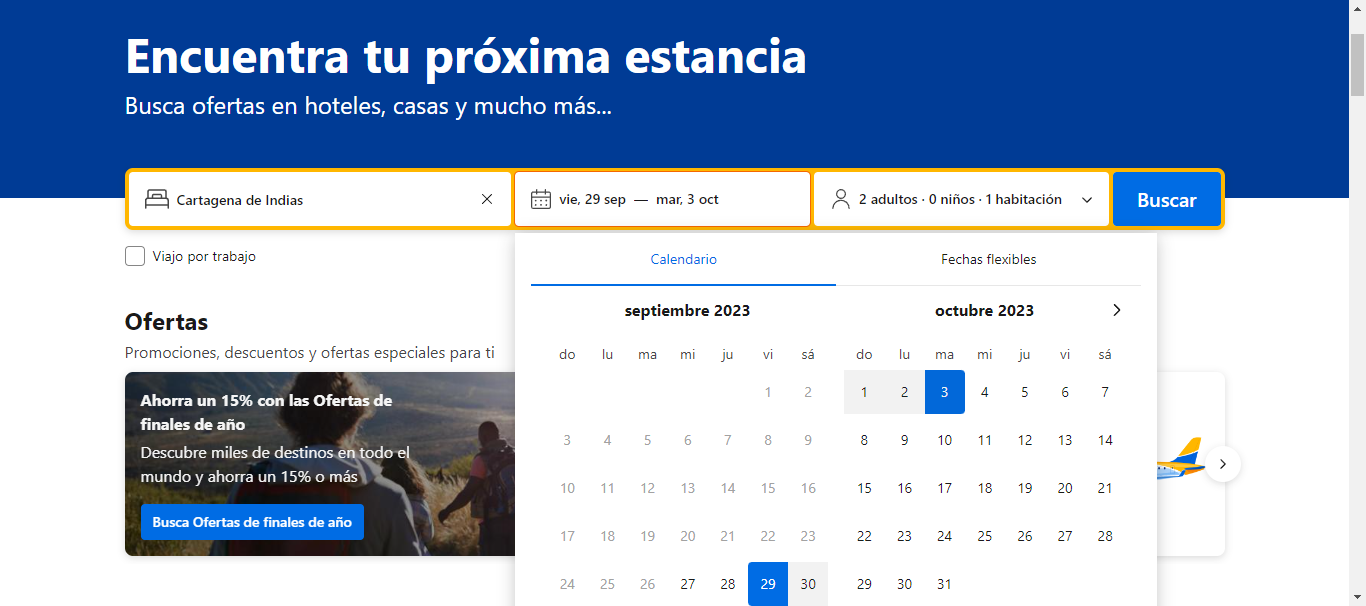 Encuentra tu próxima estancia
Busca ofertas en hoteles, casas y mucho más...
Cartagena de Indias
vie, 29 sep — mar, 3 oct
2 adultos · 0 niños · 1 habitación
Buscar
Viajo por trabajo
Calendario
Fechas flexibles
septiembre 2023
do lu ma mi ju vi sá
1 2
3 4 5 6 7 8 9
10 11 12 13 14 15 16
17 18 19 20 21 22 23
24 25 26 27 28 29 30
octubre 2023
do lu ma mi ju vi sá
1 2 3 4 5 6 7
8 9 10 11 12 13 14
15 16 17 18 19 20 21
22 23 24 25 26 27 28
29 30 31
Ofertas
Promociones, descuentos y ofertas especiales para ti
Ahorra un 15% con las Ofertas de
finales de año
Descubre miles de destinos en todo el
mundo y ahorra un 15% o más
Busca Ofertas de finales de año